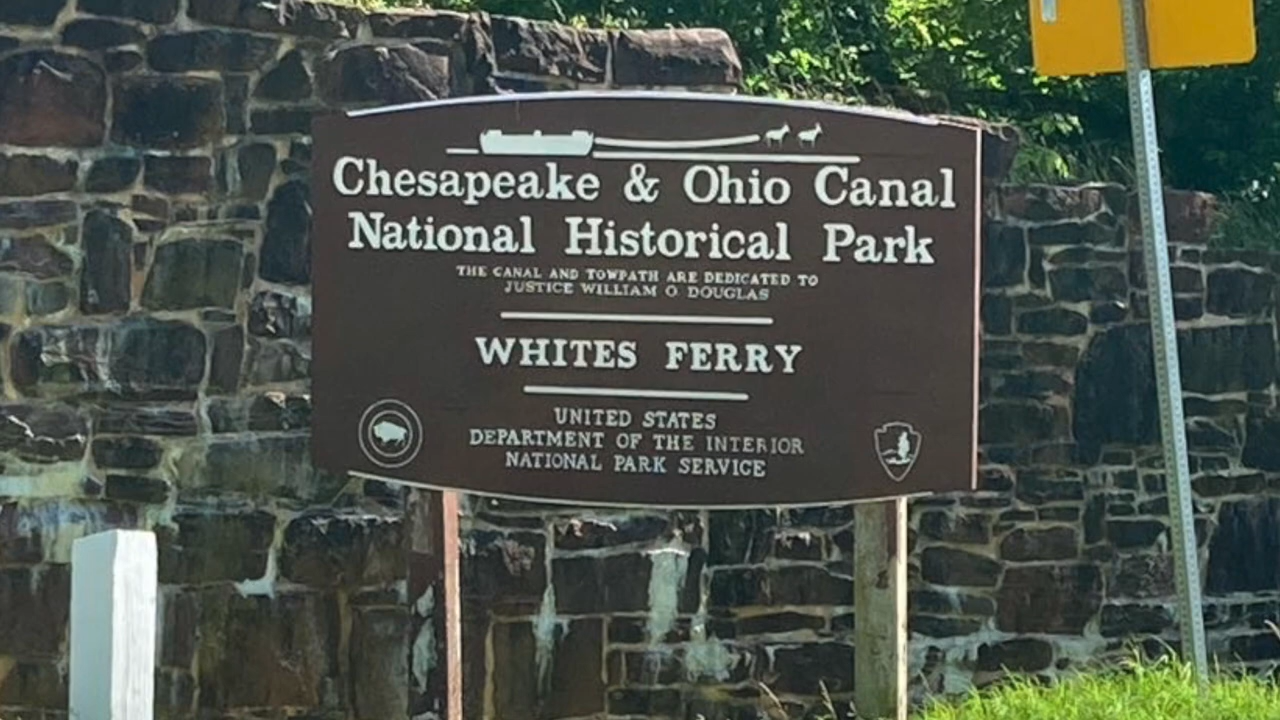 Chesapeake & Ohio Canal
National Historical Park
THE CANAL AND TOWPATH ARE DEDICATED TO
JUSTICE WILLIAM O. DOUGLAS
WHITES FERRY
UNITED STATES
DEPARTMENT OF THE INTERIOR
NATIONAL PARK SERVICE